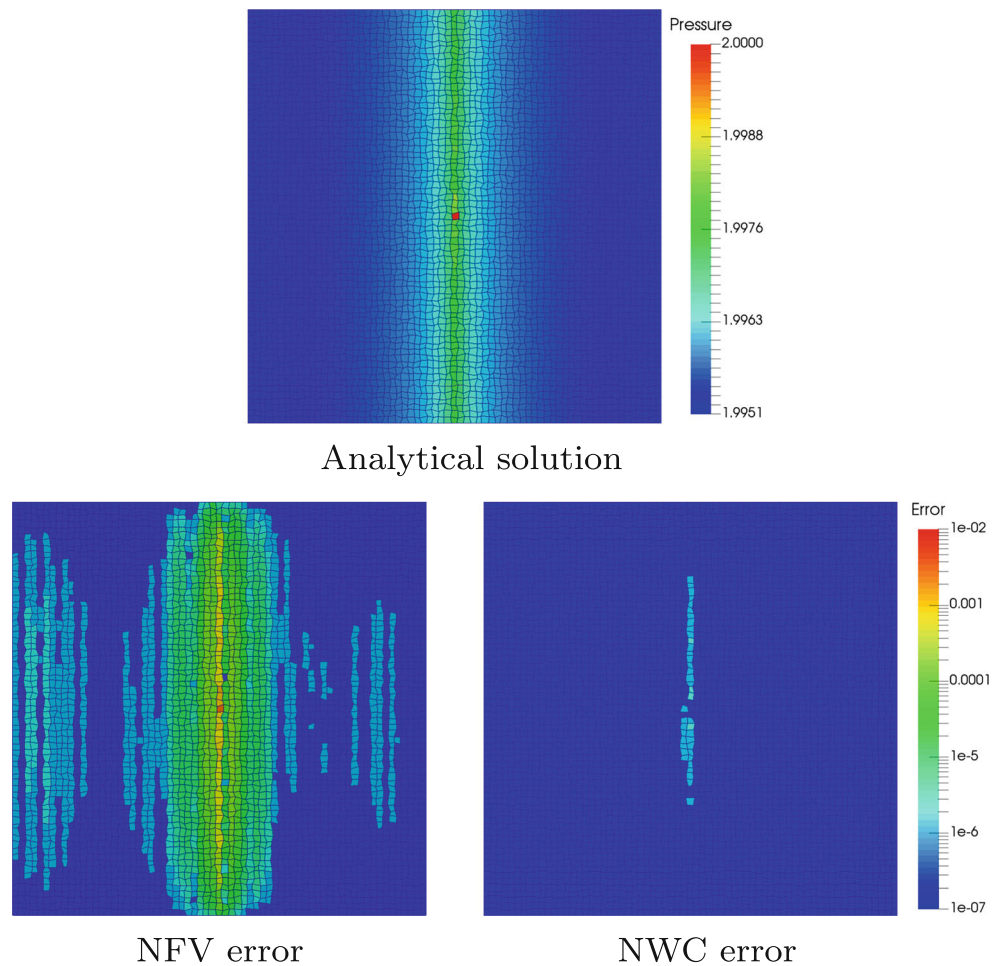 Pressure
2.0000
1.9988
1.9976
1.9963
1.9951
Analytical solution
Error
1e-02
0.001
0.0001
1e-5
1e-6
1e-07
NFV error
NWC error